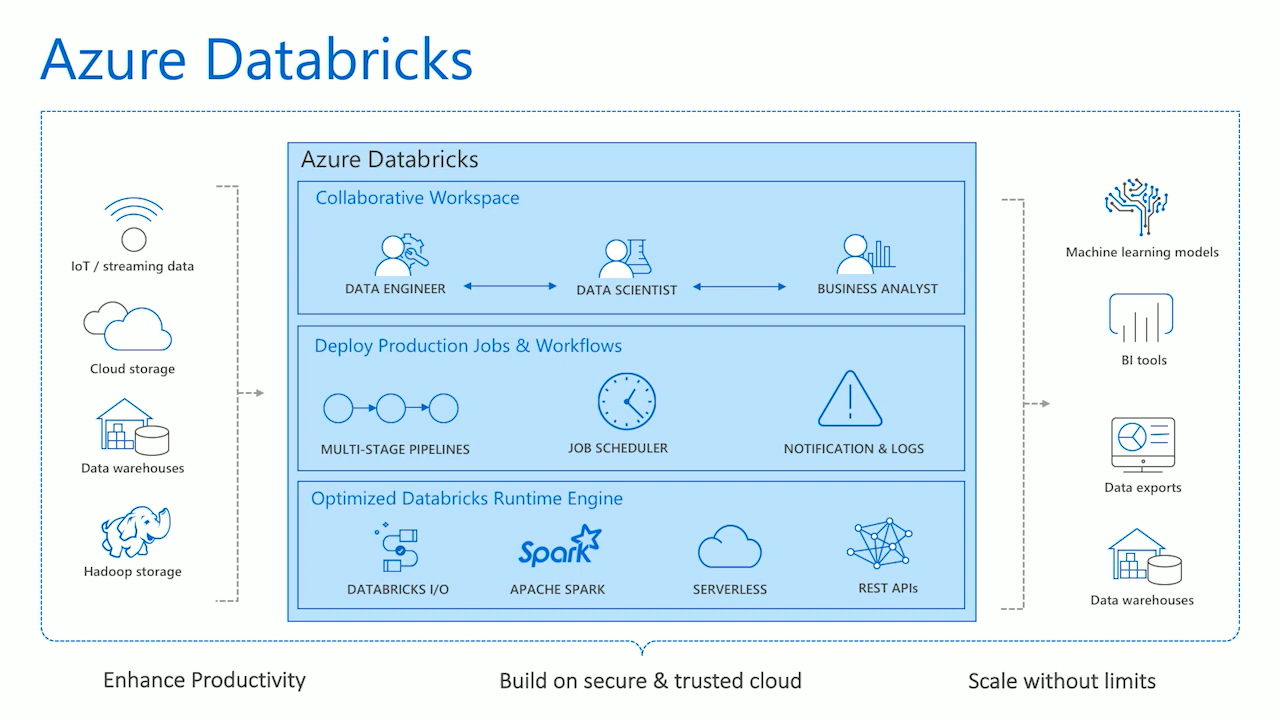 Azure Databricks
IoT / streaming data
Cloud storage
Data warehouses
Hadoop storage
Azure Databricks
Collaborative Workspace
DATA ENGINEER
DATA SCIENTIST
BUSINESS ANALYST
Deploy Production Jobs & Workflows
MULTI-STAGE PIPELINES
JOB SCHEDULER
NOTIFICATION & LOGS
Optimized Databricks Runtime Engine
Spark
DATABRICKS I/O
APACHE SPARK
SERVERLESS
REST APIs
Machine learning models
BI tools
Data exports
Data warehouses
Enhance Productivity
Build on secure & trusted cloud
Scale without limits